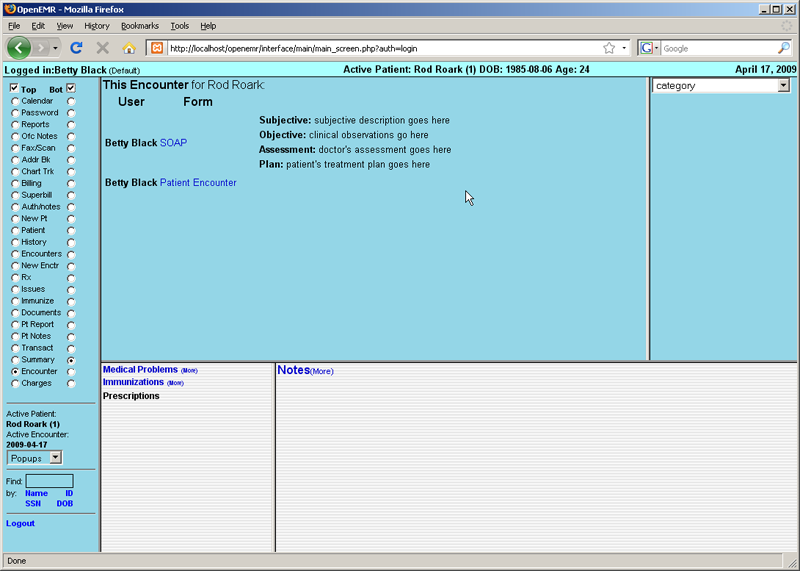 OpenEMR - Mozilla Firefox
File Edit View History Bookmarks Tools Help
http://localhost/openemr/interface/main/main_screen.php?auth=login
Google
Logged in:Betty Black (Default)
Active Patient: Rod Roark (1) DOB: 1985-08-06 Age: 24
April 17, 2009
Top Bot
Calendar
Password
Reports
Ofc Notes
Fax/Scan
Addr Bk
Chart Trk
Billing
Superbill
Auth/notes
New Pt
Patient
History
Encounters
New Enctr
Rx
Issues
Immunize
Documents
Pt Report
Pt Notes
Transact
Summary
Encounter
Charges
Active Patient:
Rod Roark (1)
Active Encounter:
2009-04-17
Popups
Find:
by: Name ID
SSN DOB
Logout
This Encounter for Rod Roark:
User Form
Betty Black SOAP
Subjective: subjective description goes here
Objective: clinical observations go here
Assessment: doctor's assessment goes here
Plan: patient's treatment plan goes here
Betty Black Patient Encounter
category
Medical Problems (More)
Immunizations (More)
Prescriptions
Notes(More)
Done